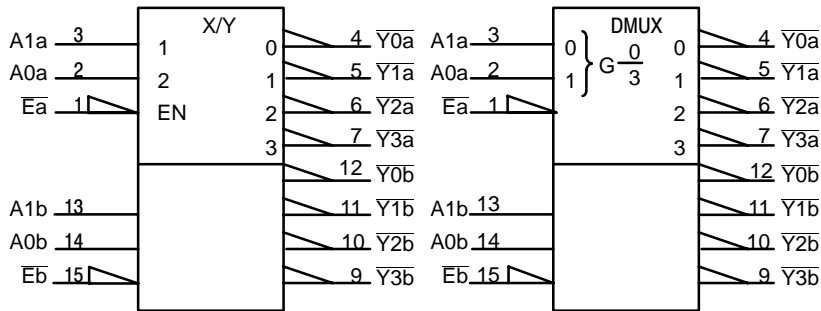 X/Y
A1a 3 1 0 4 Y0a
A0a 2 2 1 5 Y1a
Ea 1 EN 2 6 Y2a
3 7 Y3a
12 Y0b
A1b 13 11 Y1b
A0b 14 10 Y2b
Eb 15 9 Y3b
DMUX
A1a 3 0 0 4 Y0a
A0a 2 1 G 0/3 1 5 Y1a
Ea 1 2 6 Y2a
3 7 Y3a
12 Y0b
A1b 13 11 Y1b
A0b 14 10 Y2b
Eb 15 9 Y3b